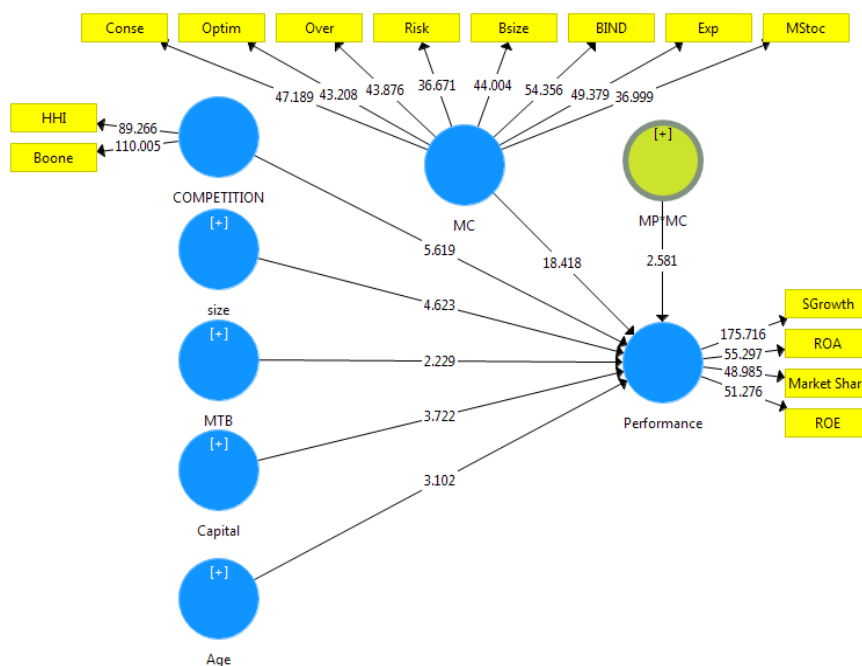 Conse Optim Over Risk Bsize BIND Exp MStoc
47.189 43.208 43.876 36.671 44.004 54.356 49.379 36.999
HHI
89.266
Boone
110.005
COMPETITION
MC
[+]
MP*MC
[+]
size
5.619
18.418
2.581
4.623
SGrowth
175.716
ROA
55.297
Market Shar
48.985
ROE
51.276
Performance
[+]
MTB
2.229
[+]
Capital
3.722
[+]
Age
3.102